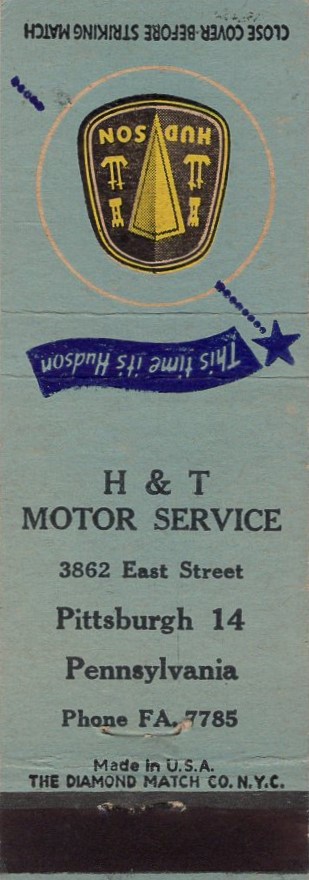 CLOSE COVER-BEFORE STRIKING MATCH
HUDSON
This time it's Hudson
H & T
MOTOR SERVICE
3862 East Street
Pittsburgh 14
Pennsylvania
Phone FA. 7785
Made in U.S.A.
THE DIAMOND MATCH CO. N.Y.C.